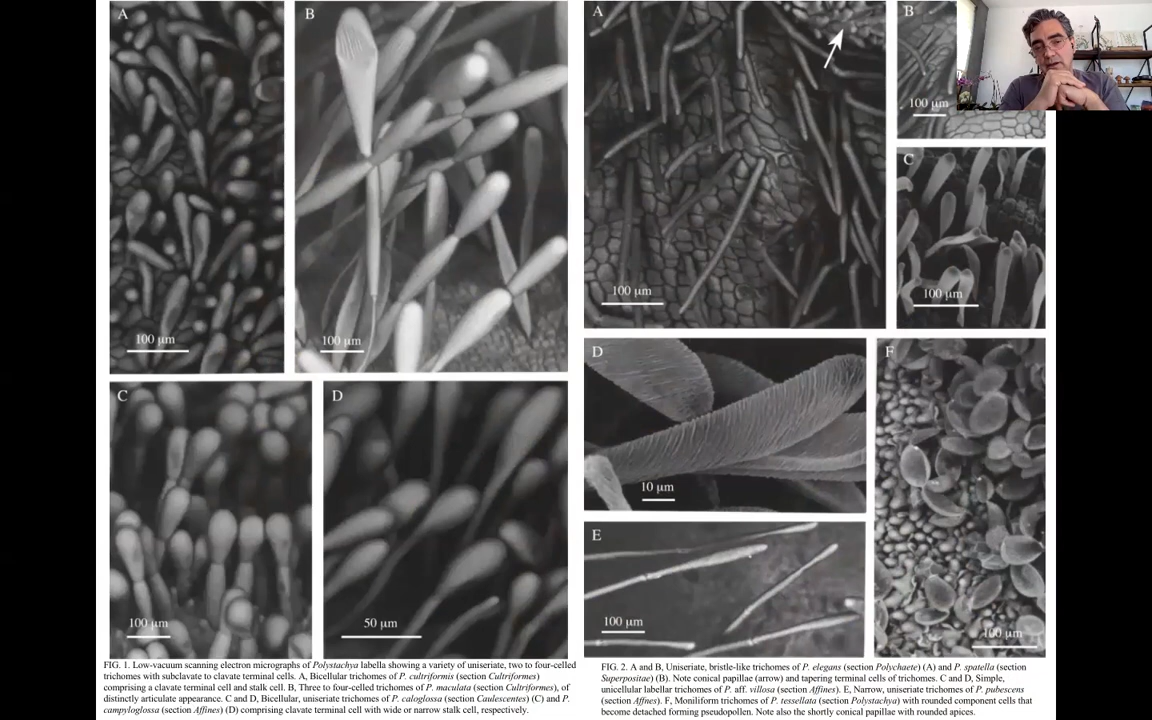 A
B
100 μm
100 μm
C
D
100 μm
50 μm
FIG. 1. Low-vacuum scanning electron micrographs of Polystachya labella showing a variety of uniseriate, two to four-celled
trichomes with subclavate to clavate terminal cells. A, Bicellular trichomes of P. cultriformis (section Cultriformes)
comprising a clavate terminal cell and stalk cell. B, Three to four-celled trichomes of P. maculata (section Cultriformes), of
distinctly articulate appearance. C and D, Bicellular, uniseriate trichomes of P. caloglossa (section Caulescentes) (C) and P.
campyloglossa (section Affines) (D) comprising clavate terminal cell with wide or narrow stalk cell, respectively.
A
B
100 μm
100 μm
C
100 μm
D
F
10 μm
E
100 μm
100 μm
FIG. 2. A and B, Uniseriate, bristle-like trichomes of P. elegans (section Polychaete) (A) and P. spatella (section
Superpositae) (B). Note conical papillae (arrow) and tapering terminal cells of trichomes. C and D, Simple,
unicellular labellar trichomes of P. aff. villosa (section Affines). E, Narrow, uniseriate trichomes of P. pubescens
(section Affines). F, Moniliform trichomes of P. tessellata (section Polystachya) with rounded component cells that
become detached forming pseudopollen. Note also the shortly conical papillae with rounded apices.